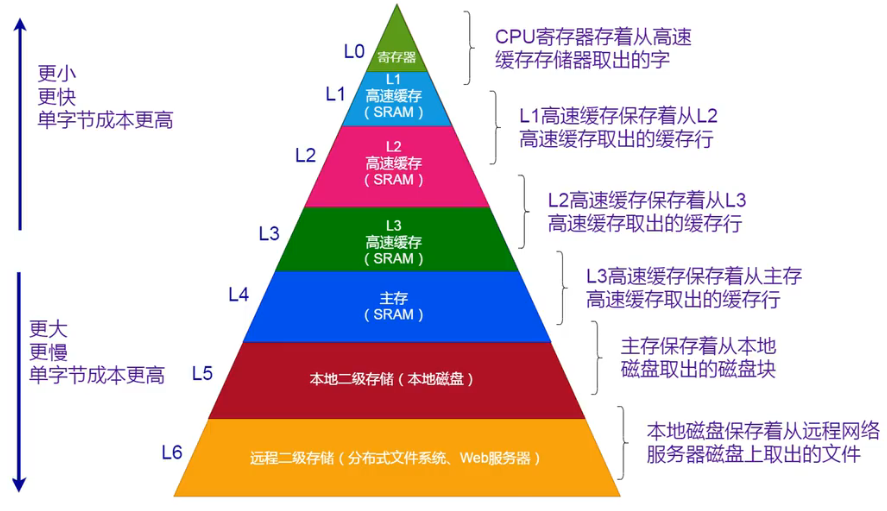 更小
更快
单字节成本更高
更大
更慢
单字节成本更高
L0
寄存器
CPU寄存器存着从高速
缓存存储器取出的字
L1
L1
高速缓存
（SRAM）
L1高速缓存保存着从L2
高速缓存取出的缓存行
L2
L2
高速缓存
（SRAM）
L2高速缓存保存着从L3
高速缓存取出的缓存行
L3
L3
高速缓存
（SRAM）
L3高速缓存保存着从主存
高速缓存取出的缓存行
L4
主存
（SRAM）
主存保存着从本地
磁盘取出的磁盘块
L5
本地二级存储（本地磁盘）
本地磁盘保存着从远程网络
服务器磁盘上取出的文件
L6
远程二级存储（分布式文件系统、Web服务器）